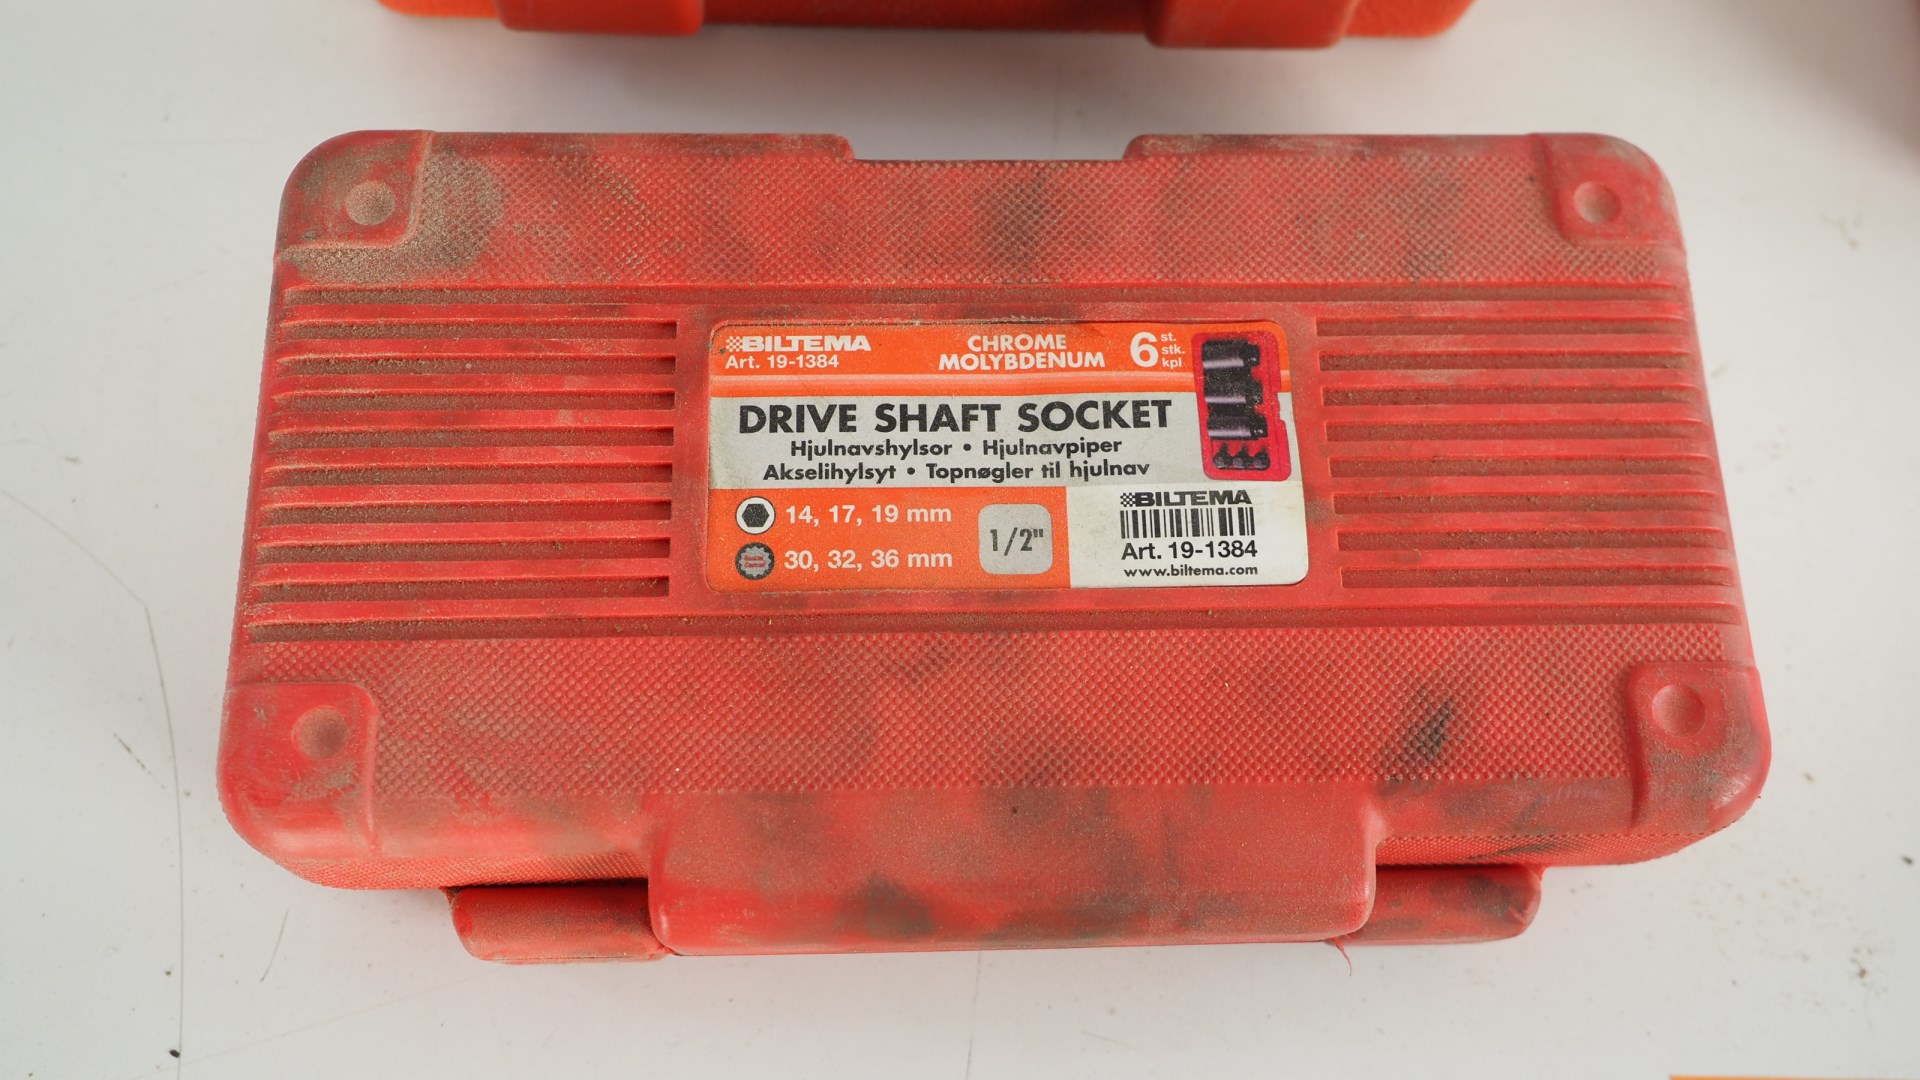 BILTEMA
Art. 19-1384
CHROME
MOLYBDENUM
6 st.
stk.
kpl
DRIVE SHAFT SOCKET
Hjulnavshylsor • Hjulnavpiper
Akselihylsyt • Topnøgler til hjulnav
14, 17, 19 mm
30, 32, 36 mm
1/2"
BILTEMA
Art. 19-1384
www.biltema.com